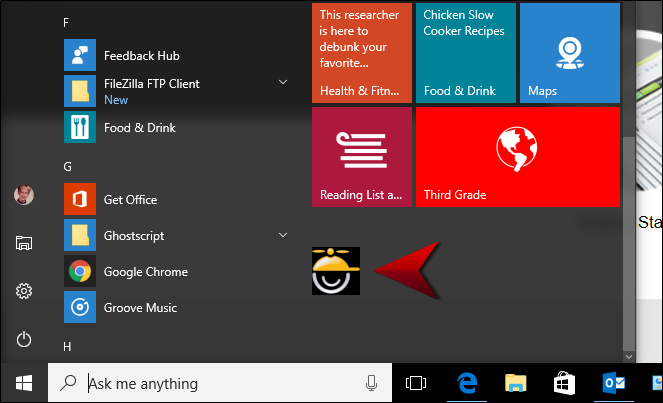 F
Feedback Hub
FileZilla FTP Client
New
Food & Drink
G
Get Office
Ghostscript
Google Chrome
Groove Music
H
This researcher
is here to
debunk your
favorite...
Health & Fitn...
Chicken Slow
Cooker Recipes
Food & Drink
Maps
Reading List a...
Third Grade
Sta
Ask me anything